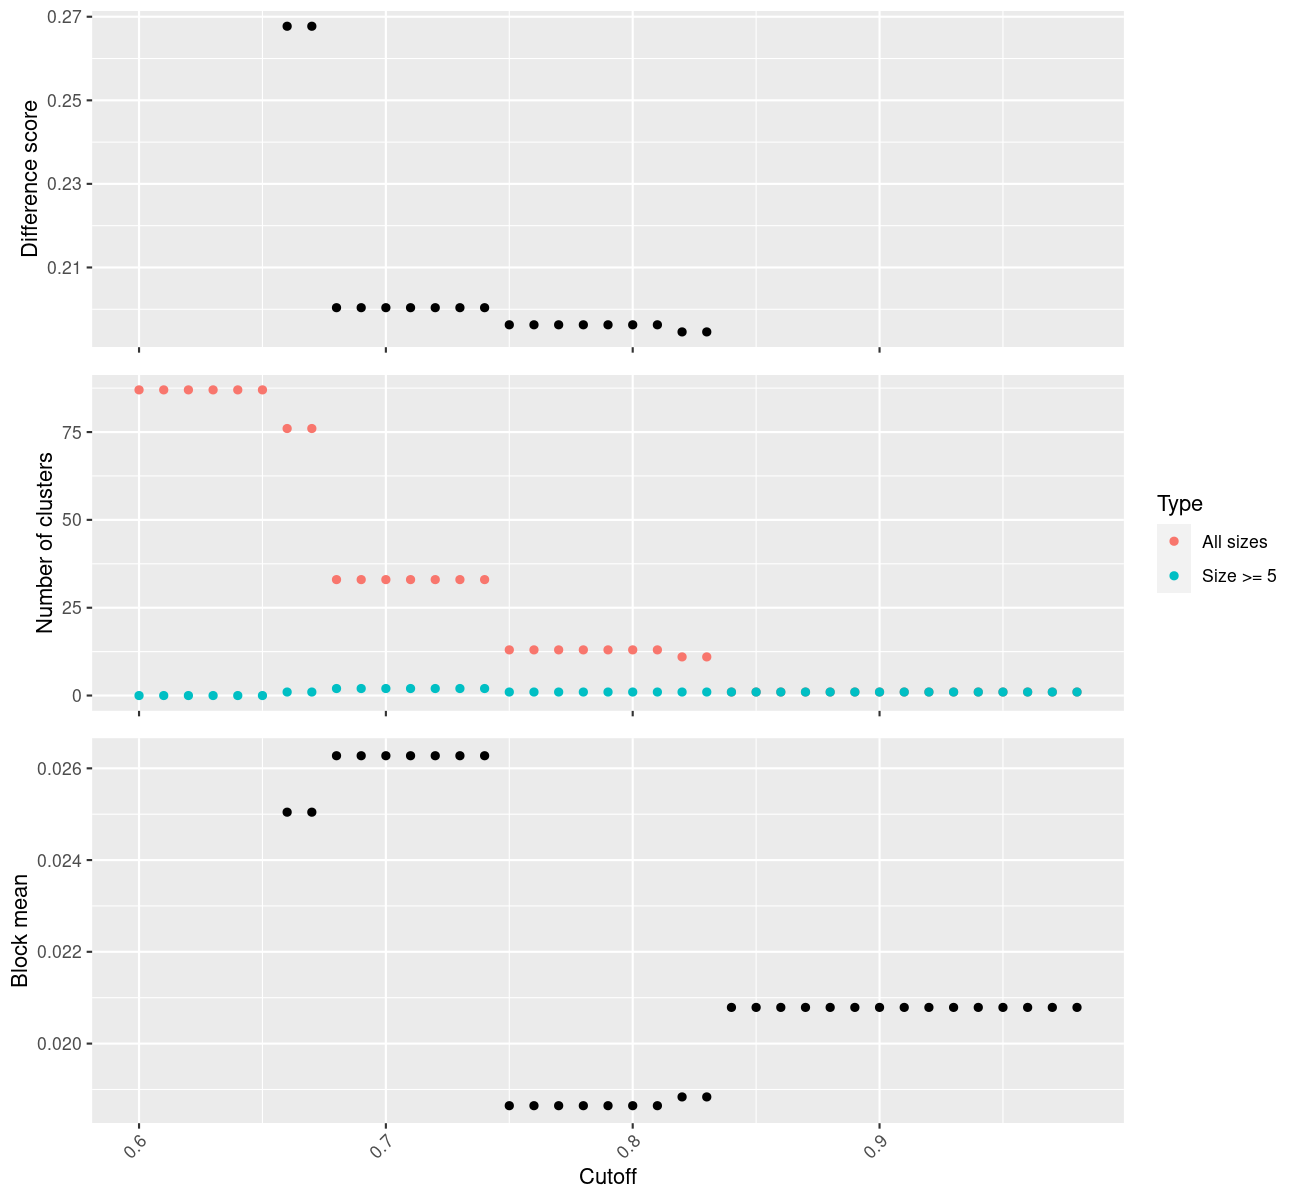 Difference score
0.27
0.25
0.23
0.21
Number of clusters
75
50
25
0
Type
All sizes
Size >= 5
Block mean
0.026
0.024
0.022
0.020
0.6
0.7
0.8
0.9
Cutoff